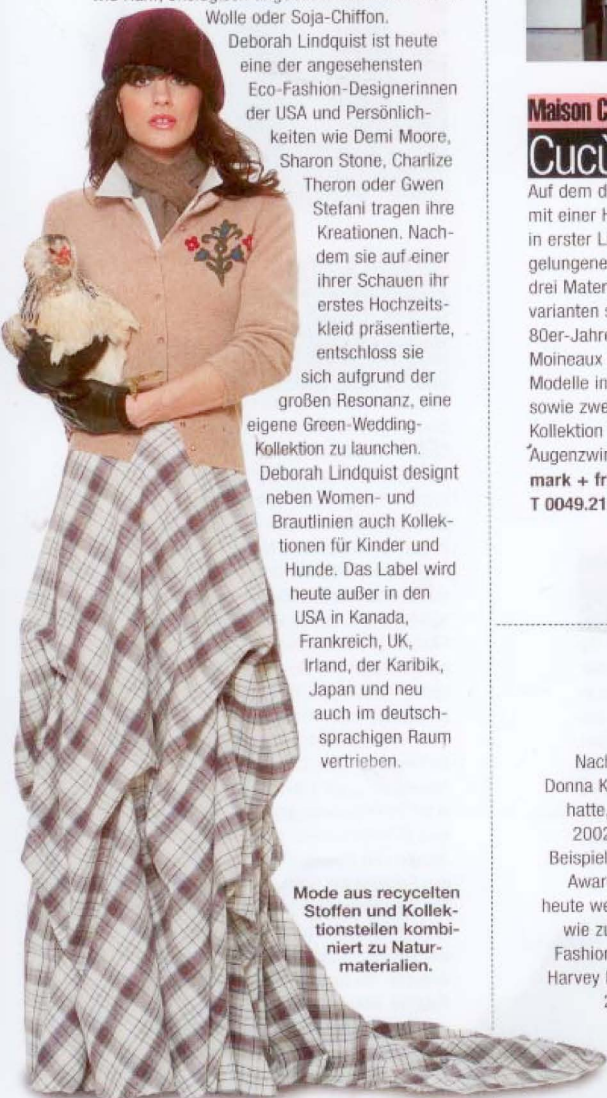 Wolle oder Soja-Chiffon.
Deborah Lindquist ist heute
eine der angesehensten
Eco-Fashion-Designerinnen
der USA und Persönlich-
keiten wie Demi Moore,
Sharon Stone, Charlize
Theron oder Gwen
Stefani tragen ihre
Kreationen. Nach-
dem sie auf einer
ihrer Schauen ihr
erstes Hochzeits-
kleid präsentierte,
entschloss sie
sich aufgrund der
großen Resonanz, eine
eigene Green-Wedding-
Kollektion zu launchen.
Deborah Lindquist designt
neben Women- und
Brautlinien auch Kollek-
tionen für Kinder und
Hunde. Das Label wird
heute außer in den
USA in Kanada,
Frankreich, UK,
Irland, der Karibik,
Japan und neu
auch im deutsch-
sprachigen Raum
vertrieben.
Mode aus recycelten
Stoffen und Kollek-
tionsteilen kombi-
niert zu Natur-
materialien.
Maison C
Cucù
Auf dem d
mit einer H
in erster L
gelungene
drei Mater
varianten s
80er-Jahre
Moineaux
Modelle in
sowie zwe
Kollektion
Augenzwin
mark + fr
T 0049.21
Nach
Donna K
hatte,
2002
Beispiel
Awar
heute we
wie zu
Fashion
Harvey